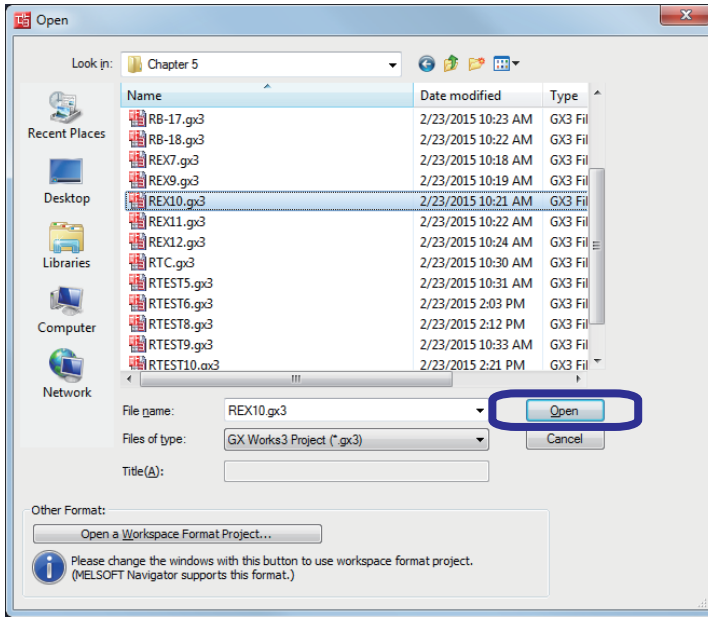 Open
Look in: Chapter 5
Name Date modified Type
RB-17.gx3 2/23/2015 10:23 AM GX3 Fil
RB-18.gx3 2/23/2015 10:22 AM GX3 Fil
REX7.gx3 2/23/2015 10:18 AM GX3 Fil
REX9.gx3 2/23/2015 10:19 AM GX3 Fil
REX10.gx3 2/23/2015 10:21 AM GX3 Fil
REX11.gx3 2/23/2015 10:22 AM GX3 Fil
REX12.gx3 2/23/2015 10:24 AM GX3 Fil
RTC.gx3 2/23/2015 10:30 AM GX3 Fil
RTEST5.gx3 2/23/2015 10:31 AM GX3 Fil
RTEST6.gx3 2/23/2015 2:03 PM GX3 Fil
RTEST8.gx3 2/23/2015 2:12 PM GX3 Fil
RTEST9.gx3 2/23/2015 10:33 AM GX3 Fil
RTEST10.gx3 2/23/2015 2:21 PM GX3 Fil
Recent Places
Desktop
Libraries
Computer
Network
File name: REX10.gx3 Open
Files of type: GX Works3 Project (*.gx3) Cancel
Title(A):
Other Format:
Open a Workspace Format Project...
Please change the windows with this button to use workspace format project.
(MELSOFT Navigator supports this format.)